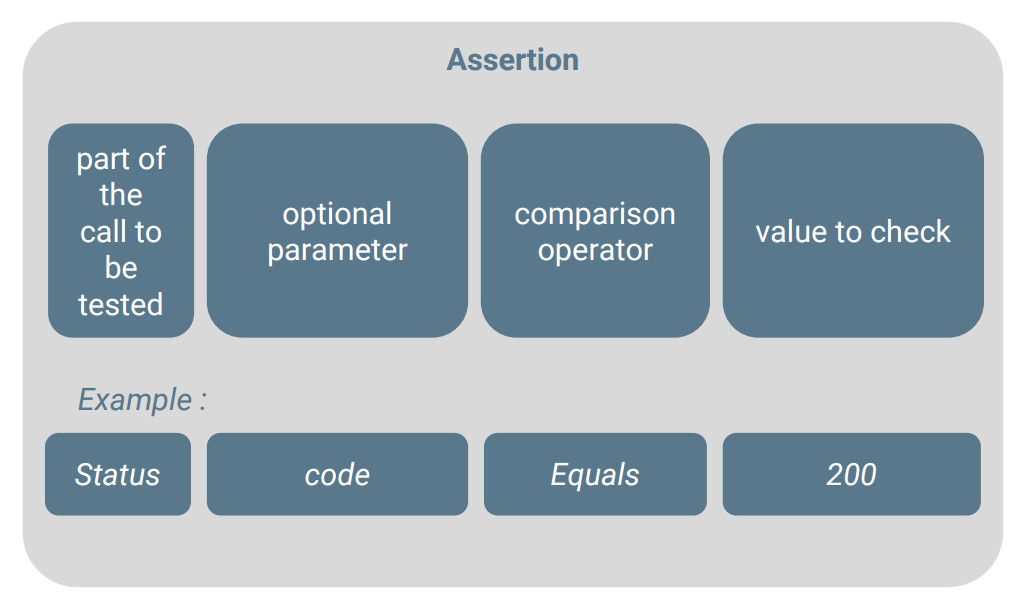 Assertion
part of
the
call to
be
tested
optional
parameter
comparison
operator
value to check
Example :
Status
code
Equals
200